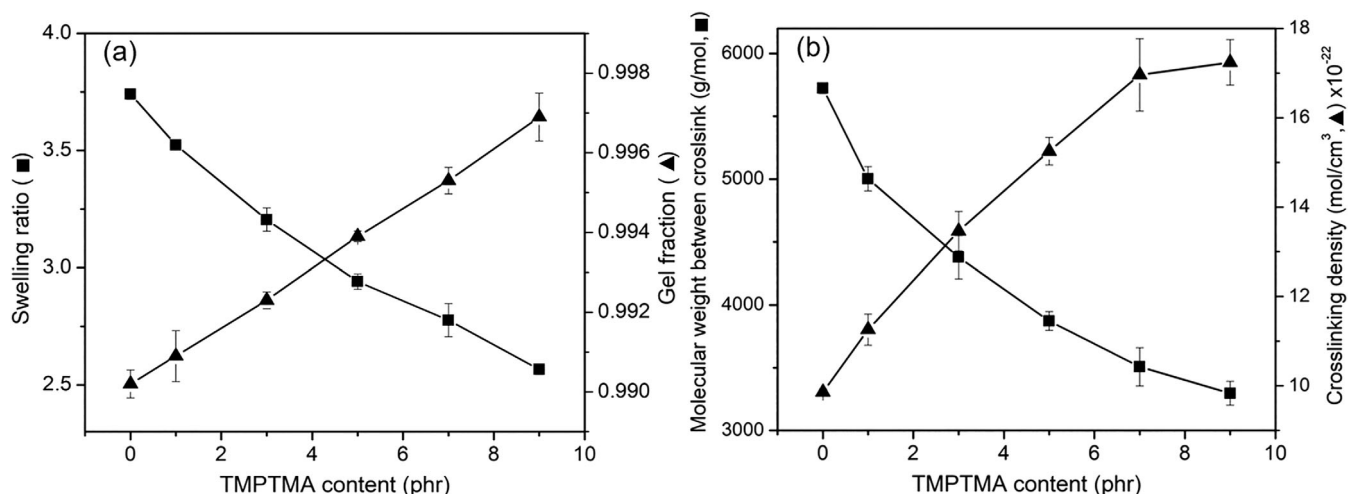 (a)
Swelling ratio (■)
4.0
3.5
3.0
2.5
0.998
0.996
0.994
0.992
0.990
Gel fraction (▲)
0 2 4 6 8 10
TMPTMA content (phr)
(b)
Molecular weight between croslsink (g/mol, ■)
6000
5000
4000
3000
18
16
14
12
10
Crosslinking density (mol/cm³, ▲) x10⁻²²
0 2 4 6 8 10
TMPTMA content (phr)